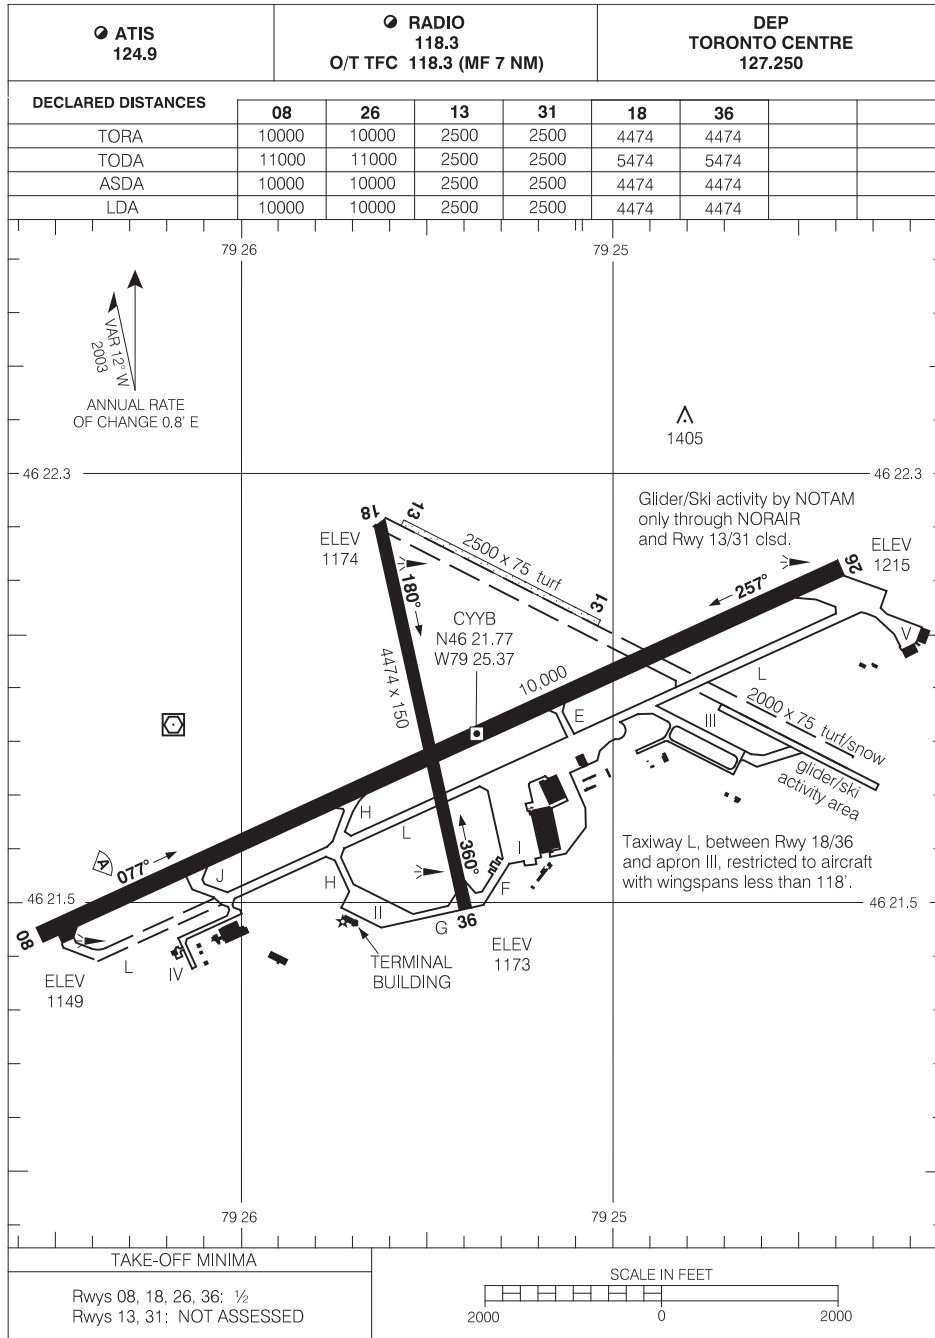 ATIS
124.9
RADIO
118.3
O/T TFC 118.3 (MF 7 NM)
DEP
TORONTO CENTRE
127.250
DECLARED DISTANCES
08 26 13 31 18 36
TORA 10000 10000 2500 2500 4474 4474
TODA 11000 11000 2500 2500 5474 5474
ASDA 10000 10000 2500 2500 4474 4474
LDA 10000 10000 2500 2500 4474 4474
79 26
79 25
VAR 12° W
2003
ANNUAL RATE
OF CHANGE 0.8' E
1405
46 22.3
46 22.3
Glider/Ski activity by NOTAM
only through NORAIR
and Rwy 13/31 clsd.
18
13
ELEV
1174
2500 x 75 turf
31
ELEV
1215
26
180°
257°
CYYB
N46 21.77
W79 25.37
4474 x 150
10,000
V
L
E
III
2000 x 75 turf/snow
glider/ski
activity area
H
L
I
A
077°
J
H
360°
F
Taxiway L, between Rwy 18/36
and apron III, restricted to aircraft
with wingspans less than 118'.
46 21.5
46 21.5
08
II
G
36
ELEV
1173
L
IV
TERMINAL
BUILDING
ELEV
1149
79 26
79 25
TAKE-OFF MINIMA
Rwys 08, 18, 26, 36: ½
Rwys 13, 31: NOT ASSESSED
SCALE IN FEET
2000 0 2000